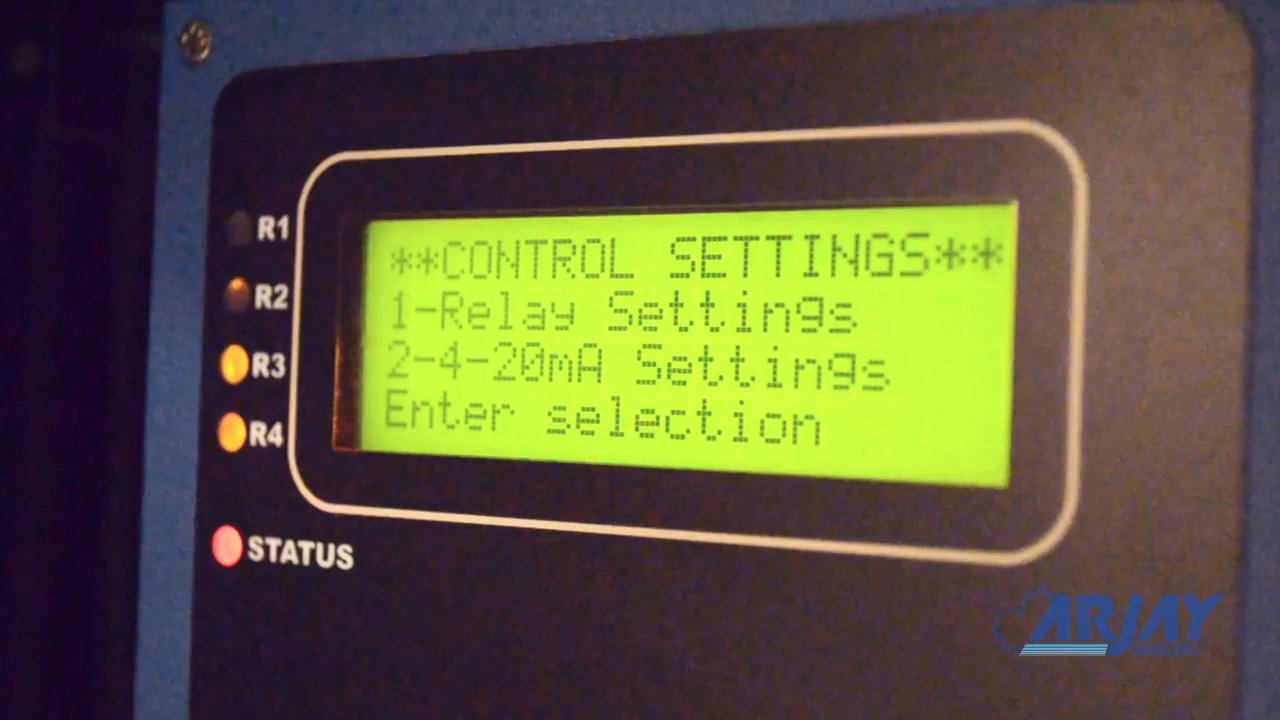 R1
R2
R3
R4
STATUS
**CONTROL SETTINGS**
1-Relay Settings
2-4-20mA Settings
Enter selection
ARJAY